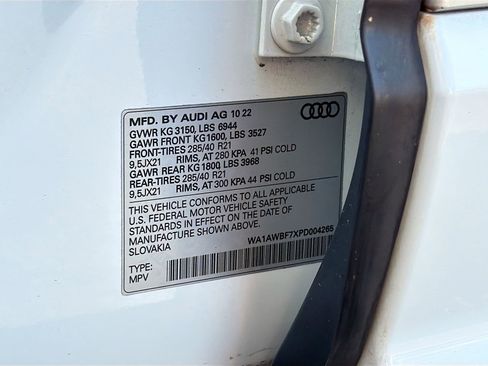 MFD. BY AUDI AG 10 22
GVWR KG 3150, LBS 6944
GAWR FRONT KG1600, LBS 3527
FRONT-TIRES 285/40 R21
9,5JX21 RIMS, AT 280 KPA 41 PSI COLD
GAWR REAR KG 1800, LBS 3968
REAR-TIRES 285/40 R21
9,5JX21 RIMS, AT 300 KPA 44 PSI COLD
THIS VEHICLE CONFORMS TO ALL APPLICABLE
U.S. FEDERAL MOTOR VEHICLE SAFETY
STANDARDS IN EFFECT ON DATE OF
MANUFACTURE SHOWN ABOVE.
SLOVAKIA
WA1AWBF7XPD004265
TYPE:
MPV